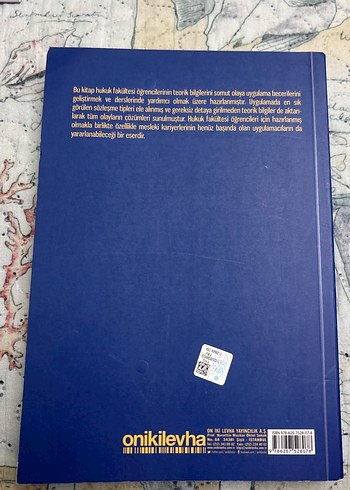 Bu kitap hukuk fakültesi öğrencilerinin teorik bilgilerini somut olaya uygulama becerilerini
geliştirmek ve derslerinde yardımcı olmak üzere hazırlanmıştır. Uygulamada en sık
görülen sözleşme tipleri ele alınmış ve gereksiz detaya girilmeden teorik bilgiler de aktarı-
larak tüm olayların çözümleri sunulmuştur. Hukuk fakültesi öğrencileri için hazırlanmış
olmakla birlikte özellikle mesleki kariyerlerinin henüz başında olan uygulamacıların da
yararlanabileceği bir eserdir.
onikilevha
ON İKİ LEVHA YAYINCILIK A.Ş.